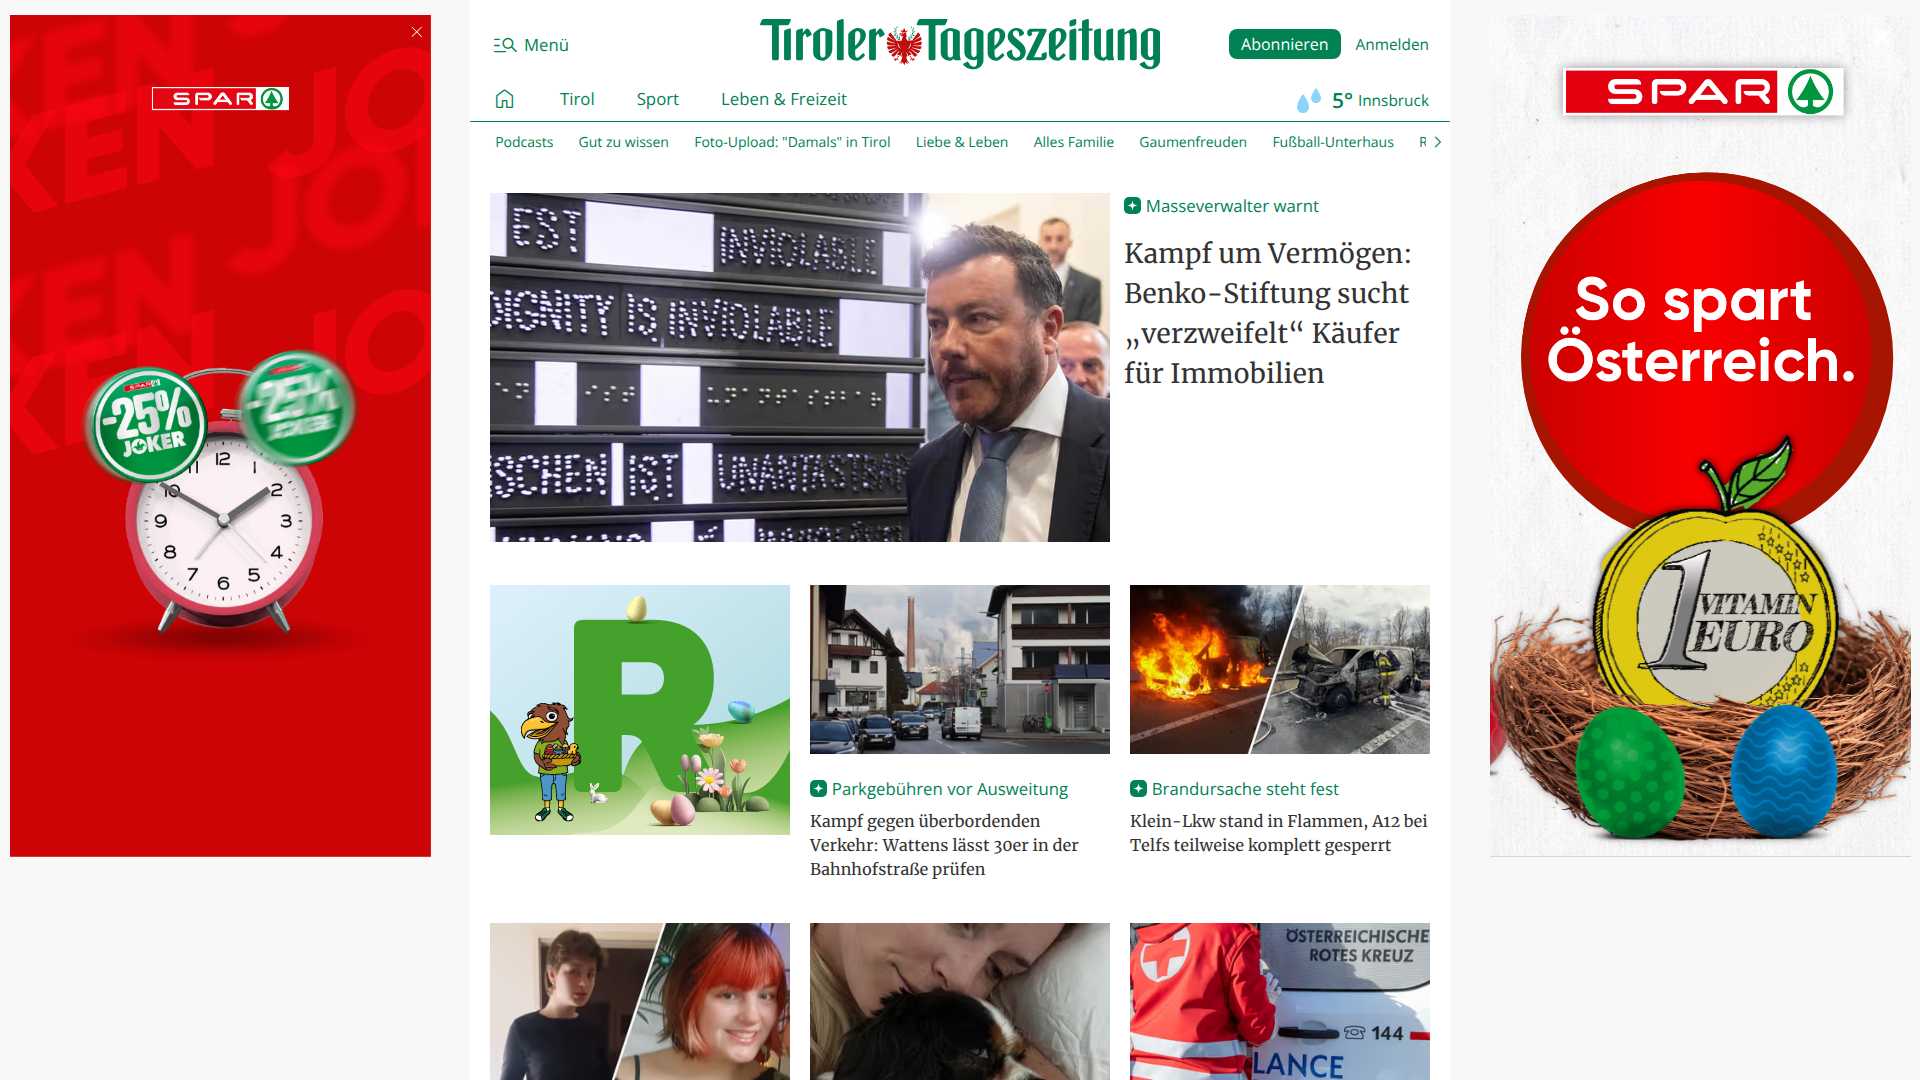 Menü
Tiroler Tageszeitung
Abonnieren
Anmelden
Tirol
Sport
Leben & Freizeit
5° Innsbruck
Podcasts
Gut zu wissen
Foto-Upload: "Damals" in Tirol
Liebe & Leben
Alles Familie
Gaumenfreuden
Fußball-Unterhaus
SPAR
-25%
JOKER
12
1
2
3
4
5
6
7
8
9
10
11
EST
INVIOLABLE
DIGNITY IS INVIOLABLE
SCHEN IST UNANTASTBAR
Masseverwalter warnt
Kampf um Vermögen:
Benko-Stiftung sucht
„verzweifelt“ Käufer
für Immobilien
SPAR
So spart
Österreich.
1 VITAMIN
EURO
R
Parkgebühren vor Ausweitung
Kampf gegen überbordenden
Verkehr: Wattens lässt 30er in der
Bahnhofstraße prüfen
Brandursache steht fest
Klein-Lkw stand in Flammen, A12 bei
Telfs teilweise komplett gesperrt
ÖSTERREICHISCHE
ROTES KREUZ
144
LANCE